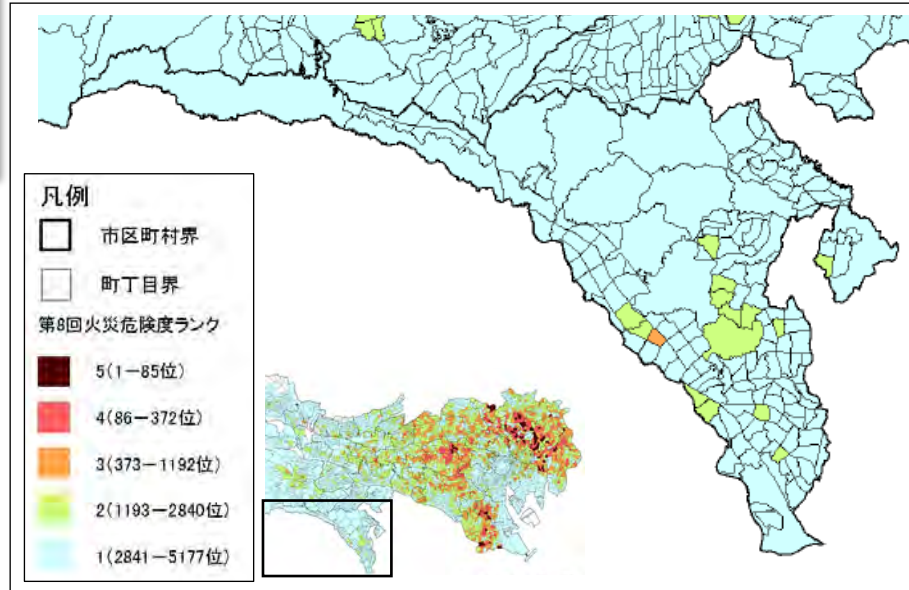 凡例
市区町村界
町丁目界
第8回火災危険度ランク
5(1－85位)
4(86－372位)
3(373－1192位)
2(1193－2840位)
1(2841－5177位)